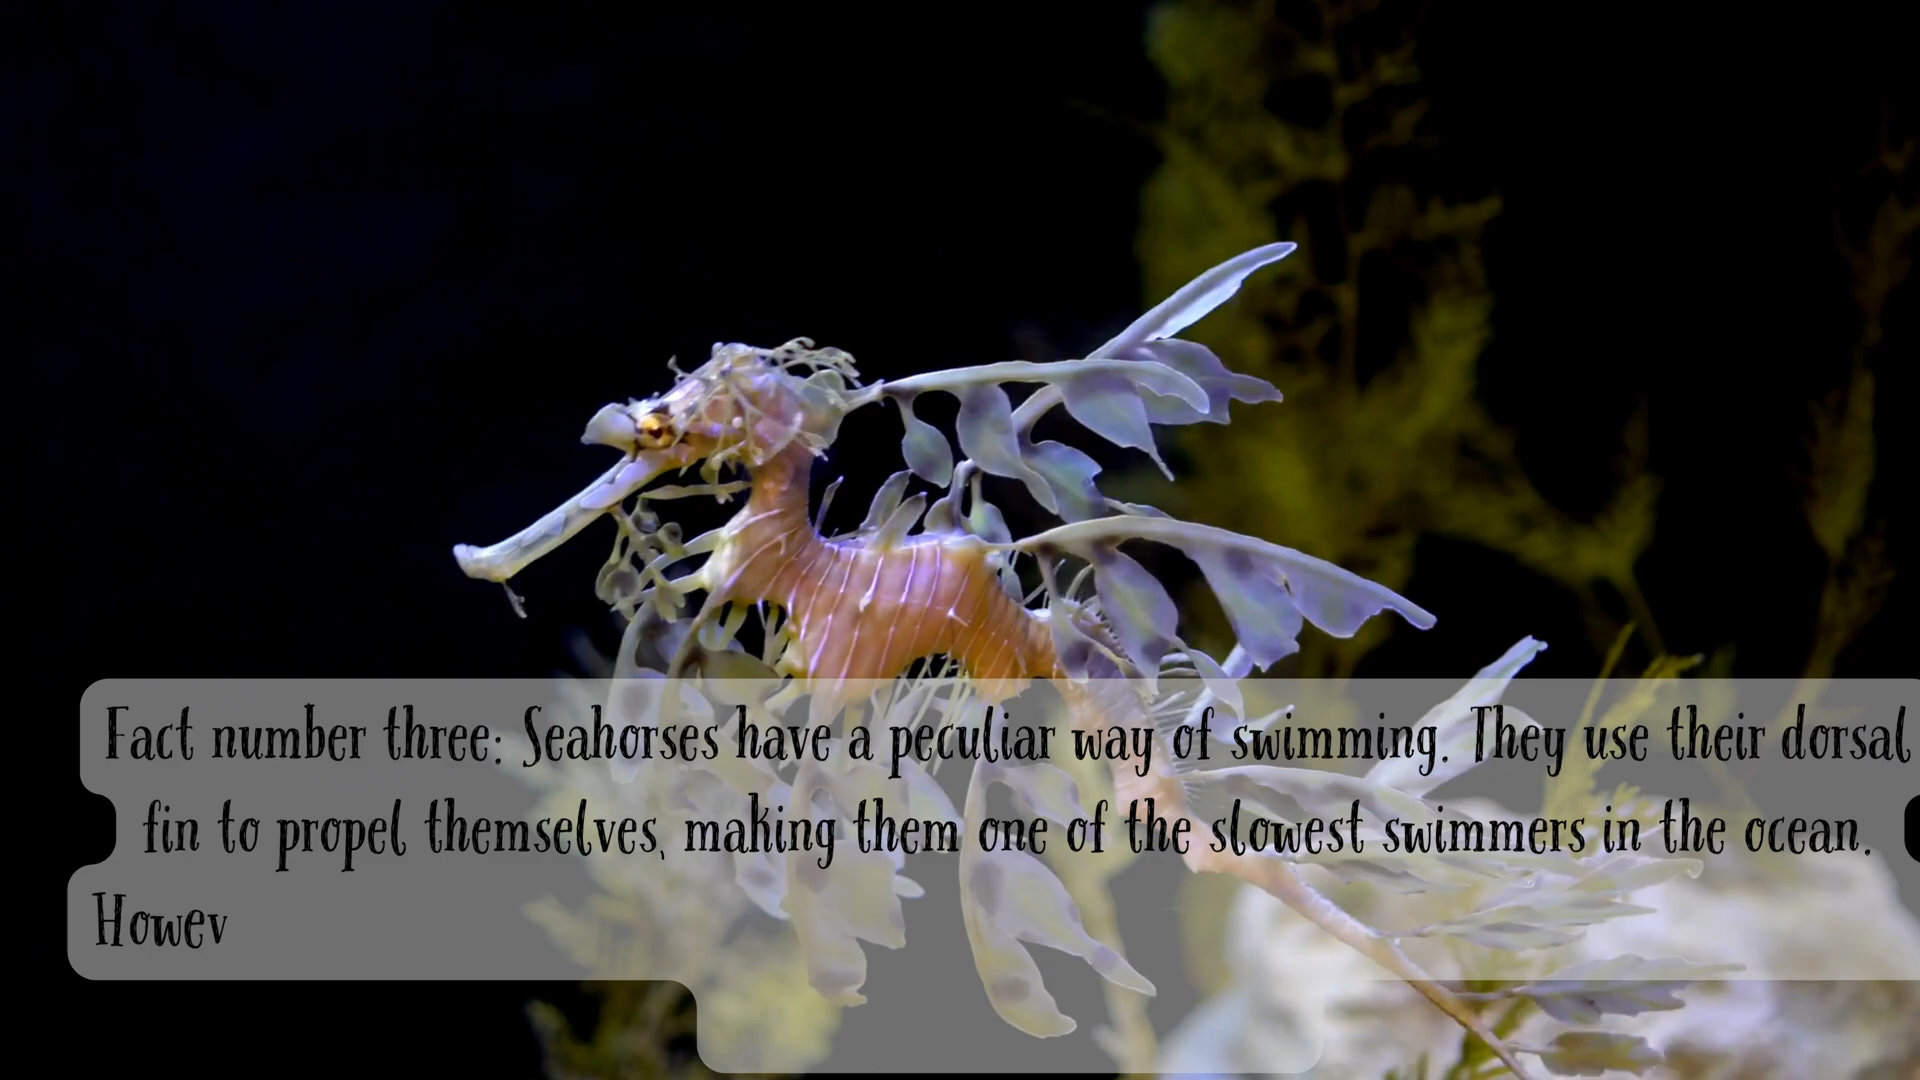 Fact number three: Seahorses have a peculiar way of swimming. They use their dorsal
fin to propel themselves, making them one of the slowest swimmers in the ocean.
Howev